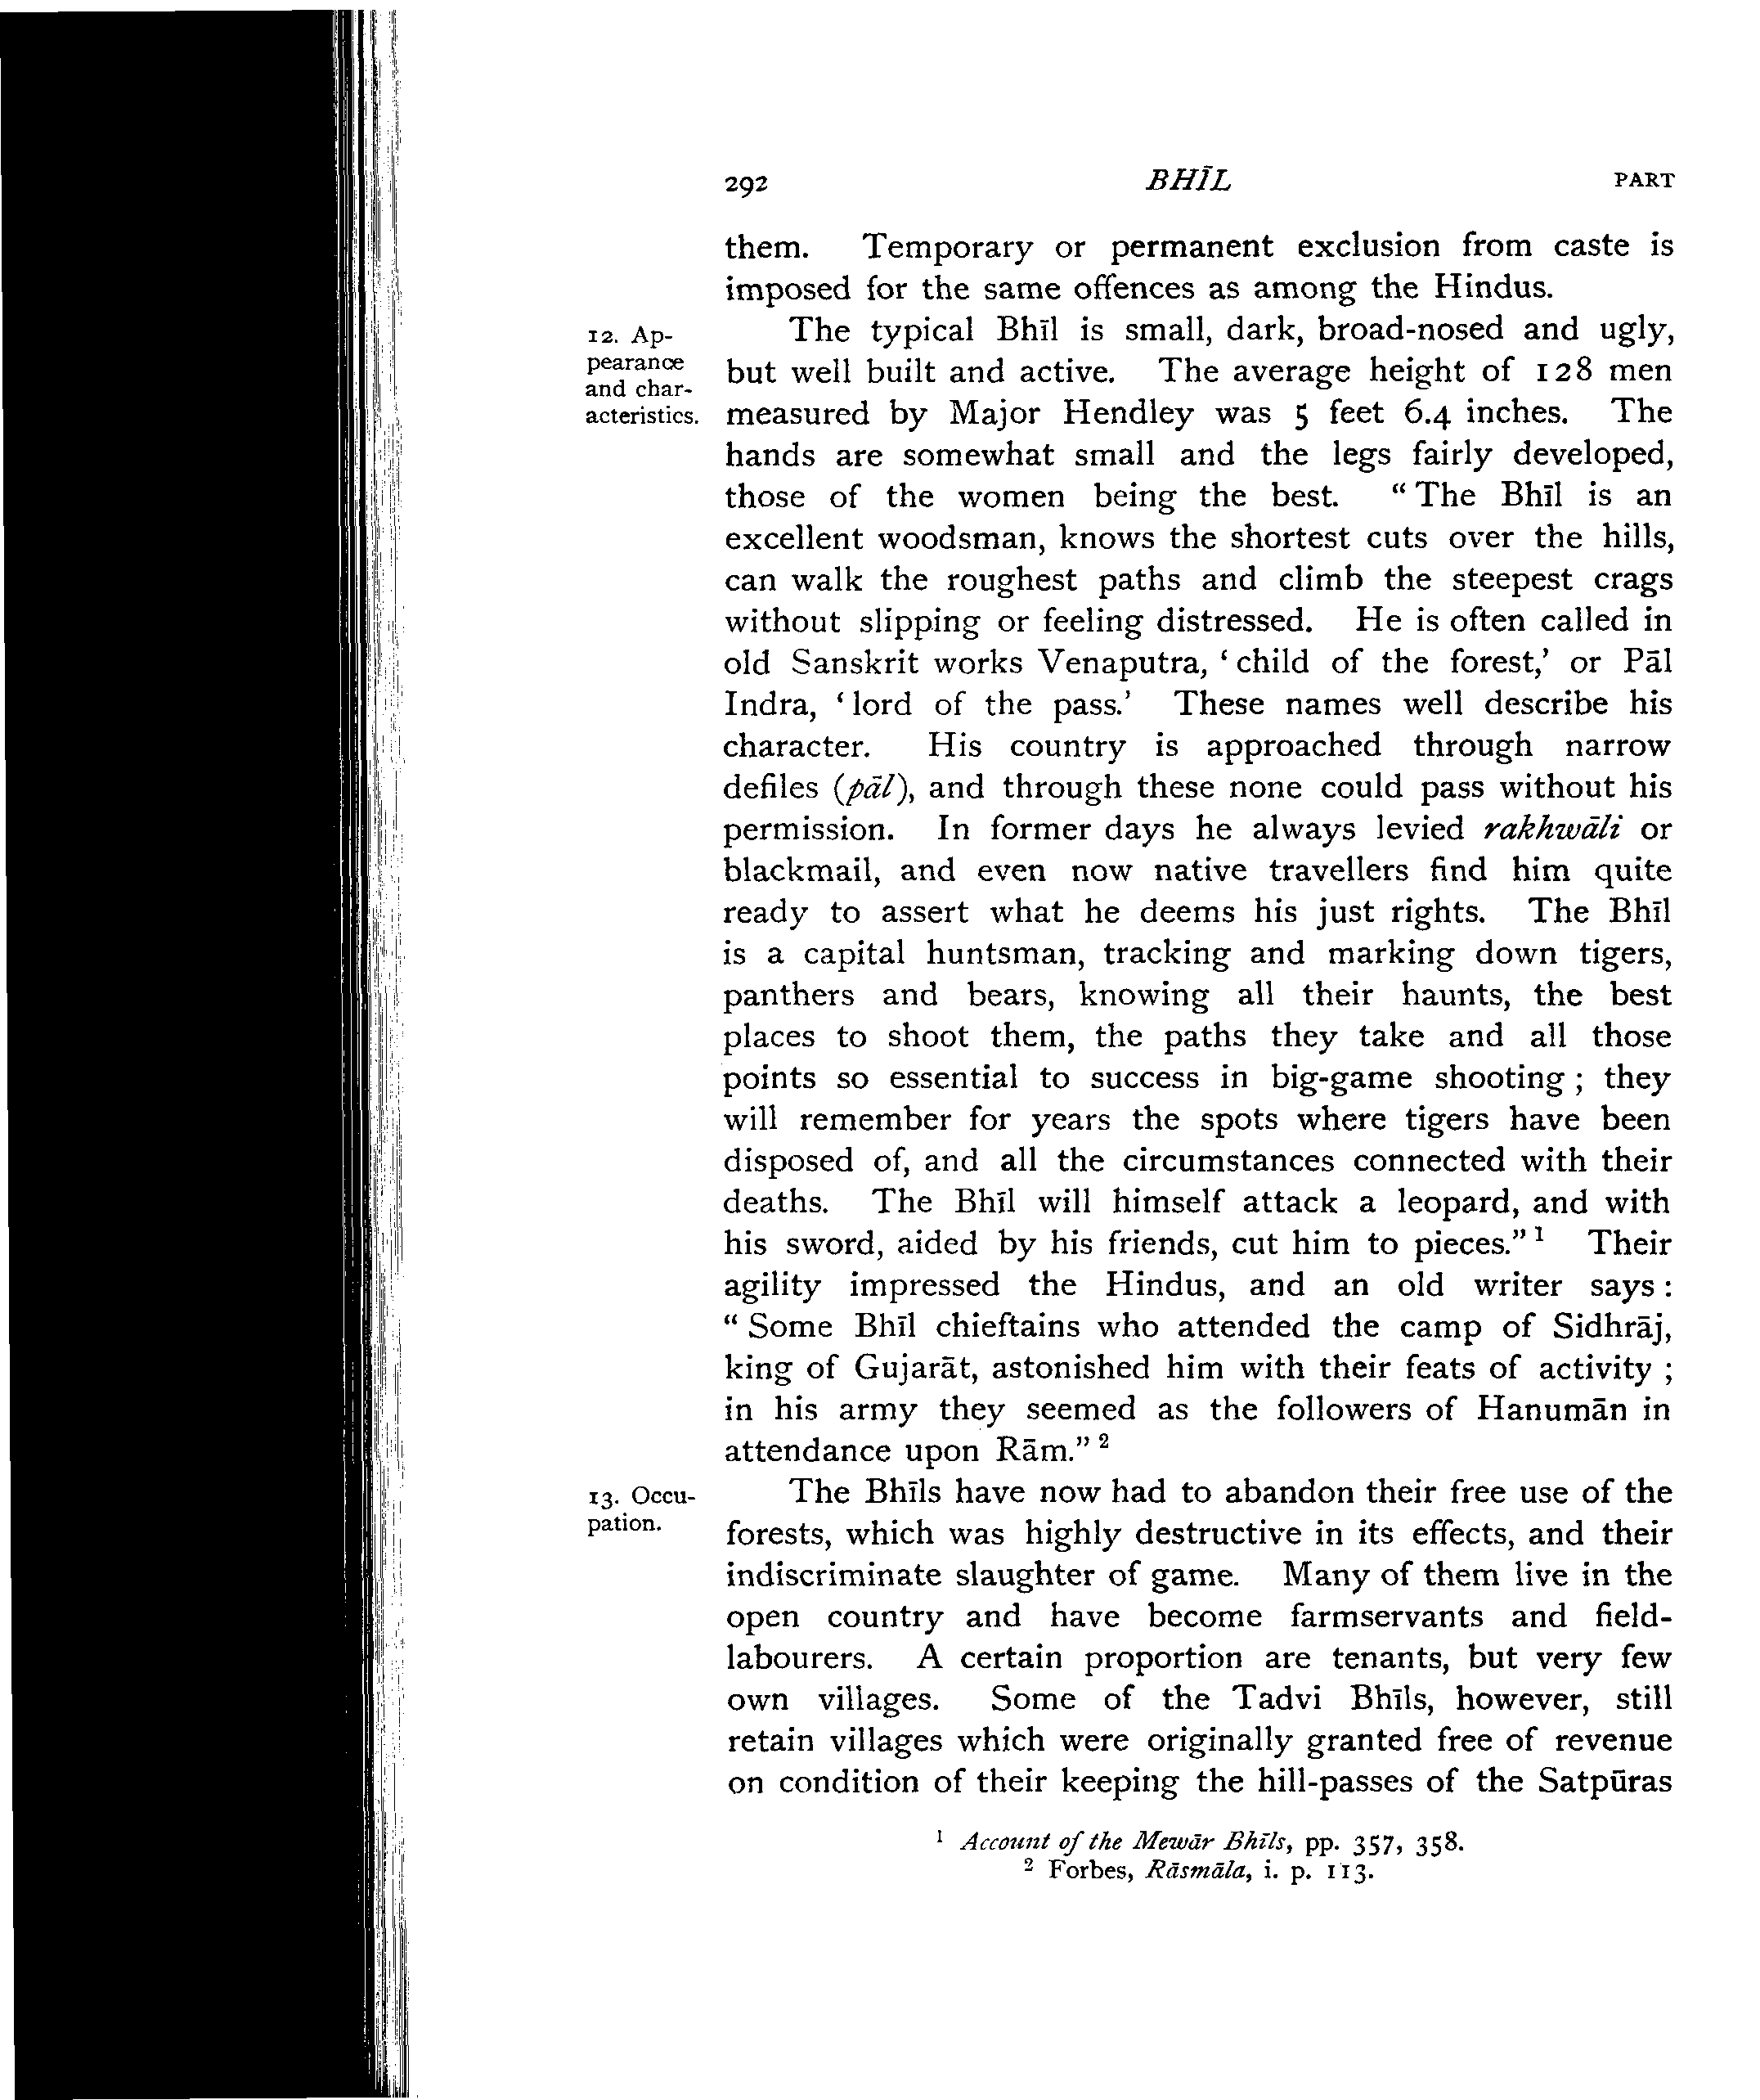 292 BHĪL PART
them. Temporary or permanent exclusion from caste is
imposed for the same offences as among the Hindus.
12. Ap-
pearance
and char-
acteristics.
The typical Bhīl is small, dark, broad-nosed and ugly,
but well built and active. The average height of 128 men
measured by Major Hendley was 5 feet 6.4 inches. The
hands are somewhat small and the legs fairly developed,
those of the women being the best. “The Bhīl is an
excellent woodsman, knows the shortest cuts over the hills,
can walk the roughest paths and climb the steepest crags
without slipping or feeling distressed. He is often called in
old Sanskrit works Venaputra, ‘child of the forest,’ or Pāl
Indra, ‘lord of the pass.’ These names well describe his
character. His country is approached through narrow
defiles (pāl), and through these none could pass without his
permission. In former days he always levied rakhwāli or
blackmail, and even now native travellers find him quite
ready to assert what he deems his just rights. The Bhīl
is a capital huntsman, tracking and marking down tigers,
panthers and bears, knowing all their haunts, the best
places to shoot them, the paths they take and all those
points so essential to success in big-game shooting; they
will remember for years the spots where tigers have been
disposed of, and all the circumstances connected with their
deaths. The Bhīl will himself attack a leopard, and with
his sword, aided by his friends, cut him to pieces.” 1 Their
agility impressed the Hindus, and an old writer says:
“Some Bhīl chieftains who attended the camp of Sidhrāj,
king of Gujarāt, astonished him with their feats of activity;
in his army they seemed as the followers of Hanumān in
attendance upon Rām.” 2
13. Occu-
pation.
The Bhīls have now had to abandon their free use of the
forests, which was highly destructive in its effects, and their
indiscriminate slaughter of game. Many of them live in the
open country and have become farmservants and field-
labourers. A certain proportion are tenants, but very few
own villages. Some of the Tadvi Bhīls, however, still
retain villages which were originally granted free of revenue
on condition of their keeping the hill-passes of the Satpūras
1 Account of the Mewār Bhīls, pp. 357, 358.
2 Forbes, Rāsmāla, i. p. 113.